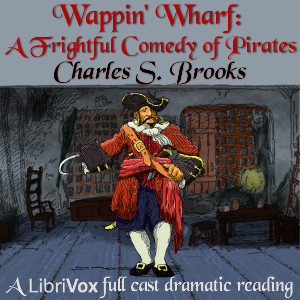 Wappin' Wharf:
A Frightful Comedy of Pirates
Charles S. Brooks
A LibriVox full cast dramatic reading